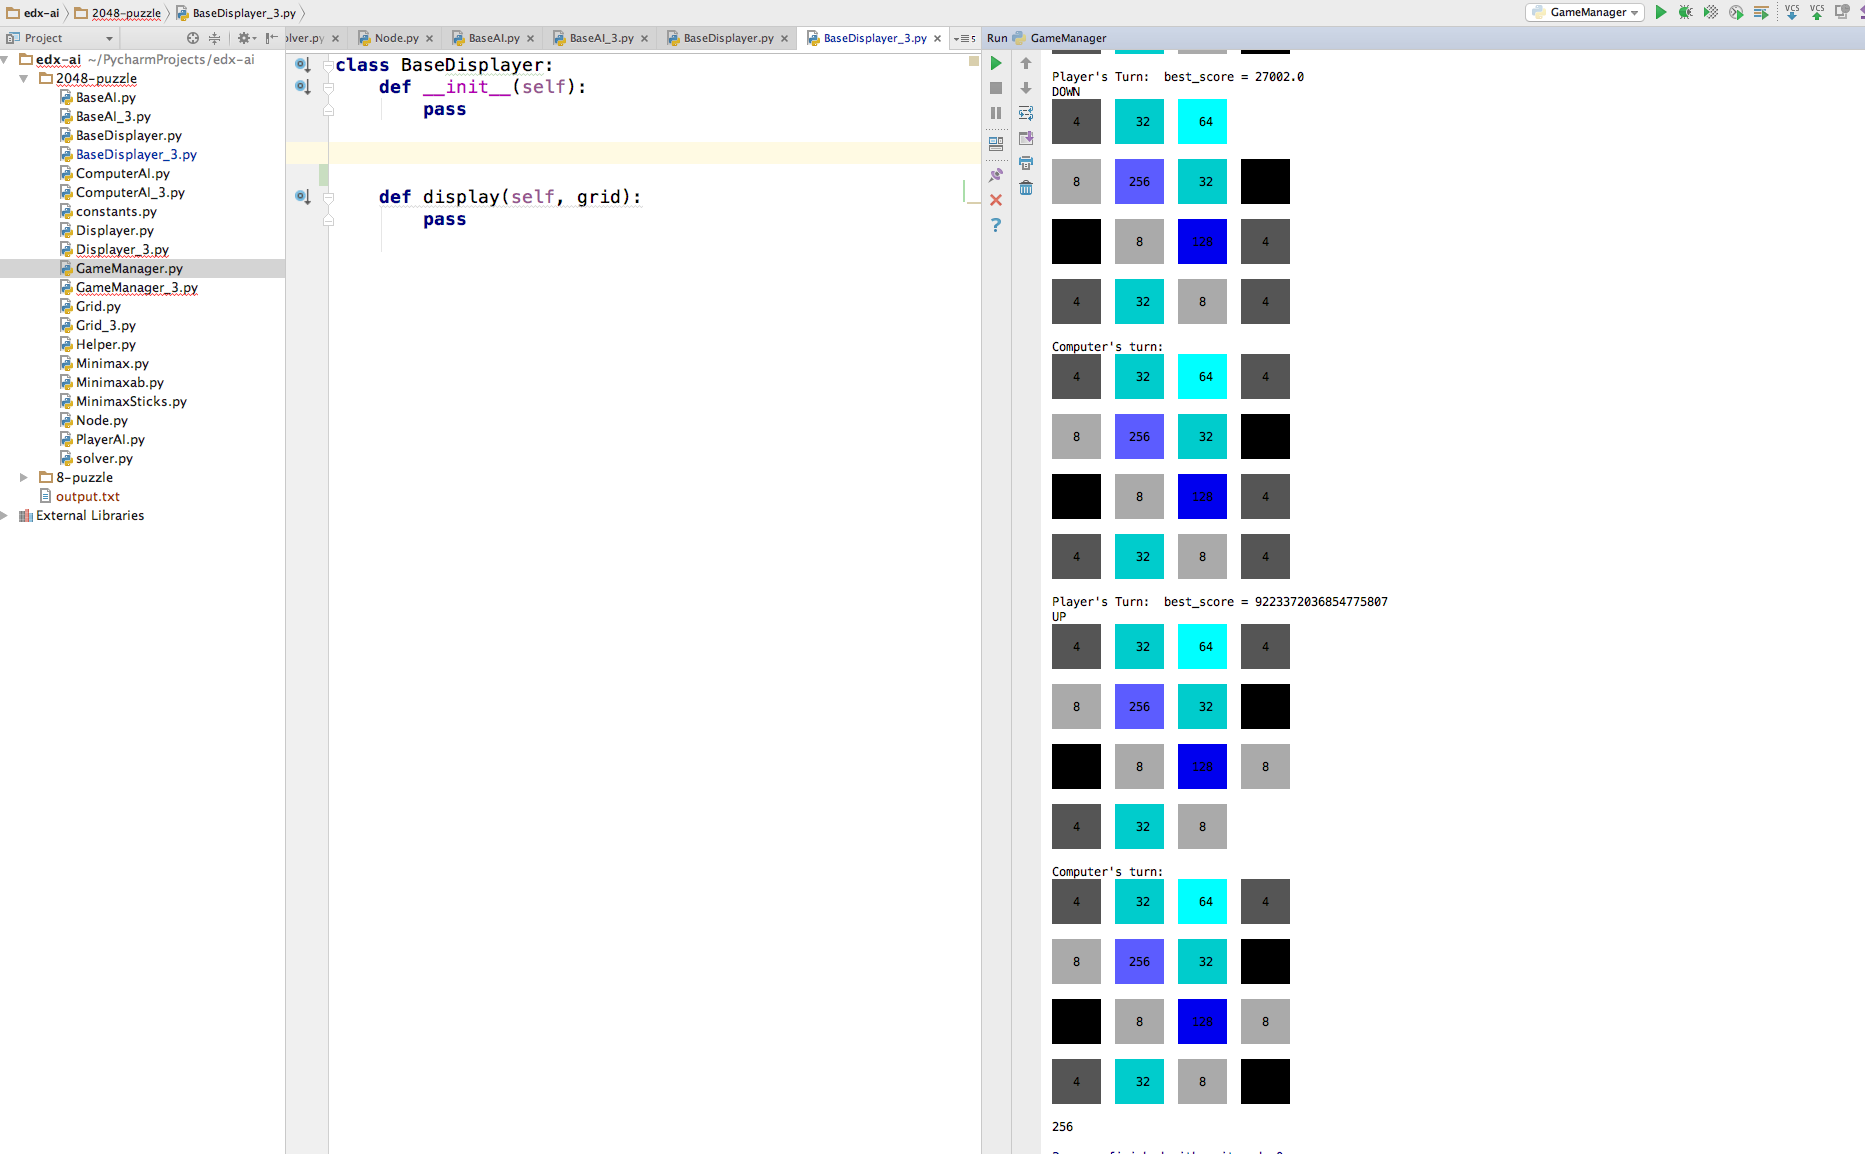 edx-ai 2048-puzzle BaseDisplayer_3.py
GameManager
Project
olver.py Node.py BaseAI.py BaseAI_3.py BaseDisplayer.py BaseDisplayer_3.py
Run GameManager
edx-ai ~/PycharmProjects/edx-ai
2048-puzzle
BaseAI.py
BaseAI_3.py
BaseDisplayer.py
BaseDisplayer_3.py
ComputerAI.py
ComputerAI_3.py
constants.py
Displayer.py
Displayer_3.py
GameManager.py
GameManager_3.py
Grid.py
Grid_3.py
Helper.py
Minimax.py
Minimaxab.py
MinimaxSticks.py
Node.py
PlayerAI.py
solver.py
8-puzzle
output.txt
External Libraries
class BaseDisplayer:
def __init__(self):
pass
def display(self, grid):
pass
Player's Turn: best_score = 27002.0
DOWN
4 32 64
8 256 32
8 128 4
4 32 8 4
Computer's turn:
4 32 64 4
8 256 32
8 128 4
4 32 8 4
Player's Turn: best_score = 9223372036854775807
UP
4 32 64 4
8 256 32
8 128 8
4 32 8
Computer's turn:
4 32 64 4
8 256 32
8 128 8
4 32 8
256